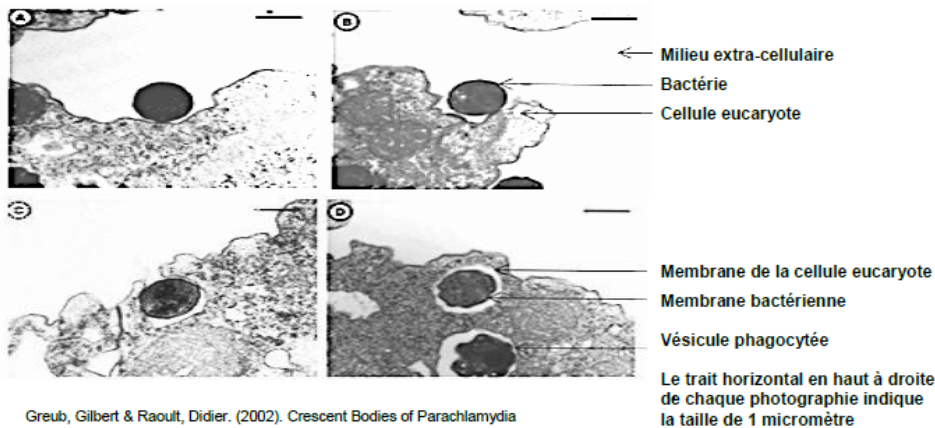 A
B
Milieu extra-cellulaire
Bactérie
Cellule eucaryote
C
D
Membrane de la cellule eucaryote
Membrane bactérienne
Vésicule phagocytée
Le trait horizontal en haut à droite
de chaque photographie indique
la taille de 1 micromètre
Greub, Gilbert & Raoult, Didier. (2002). Crescent Bodies of Parachlamydia